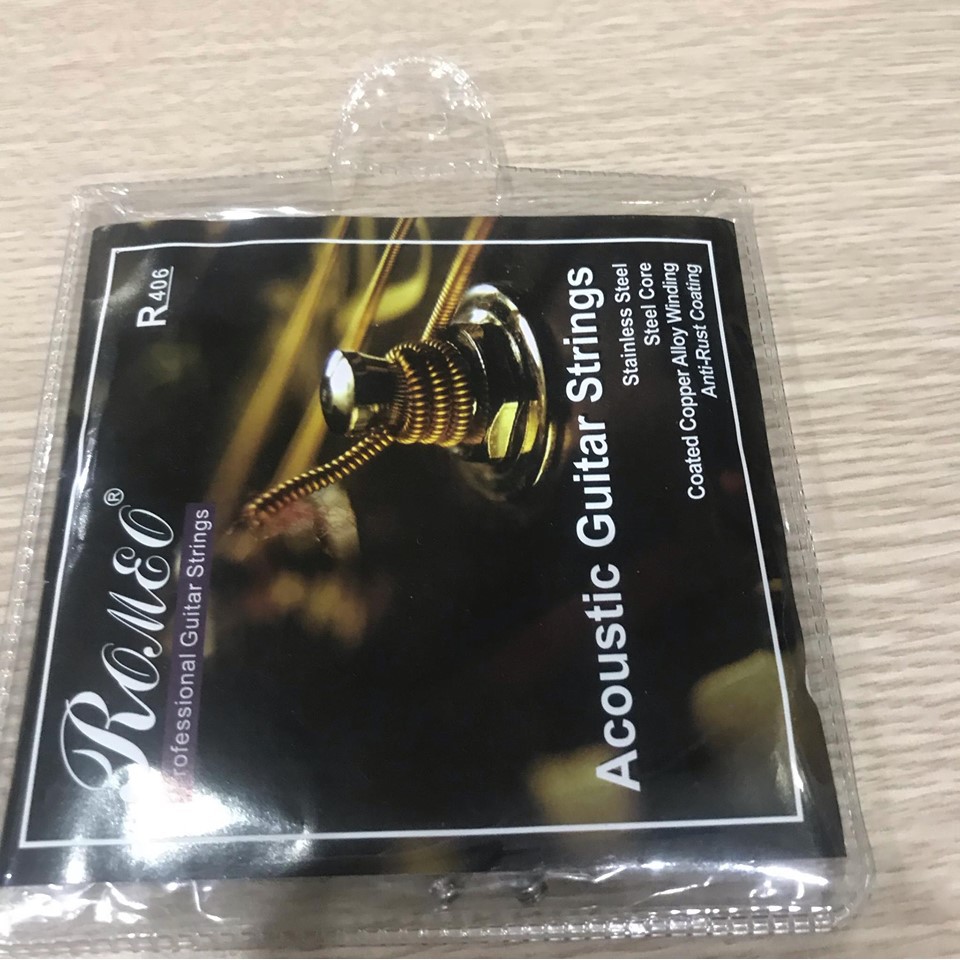 ROMEO®
R406
Professional Guitar Strings
Acoustic Guitar Strings
Stainless Steel
Steel Core
Coated Copper Alloy Winding
Anti-Rust Coating